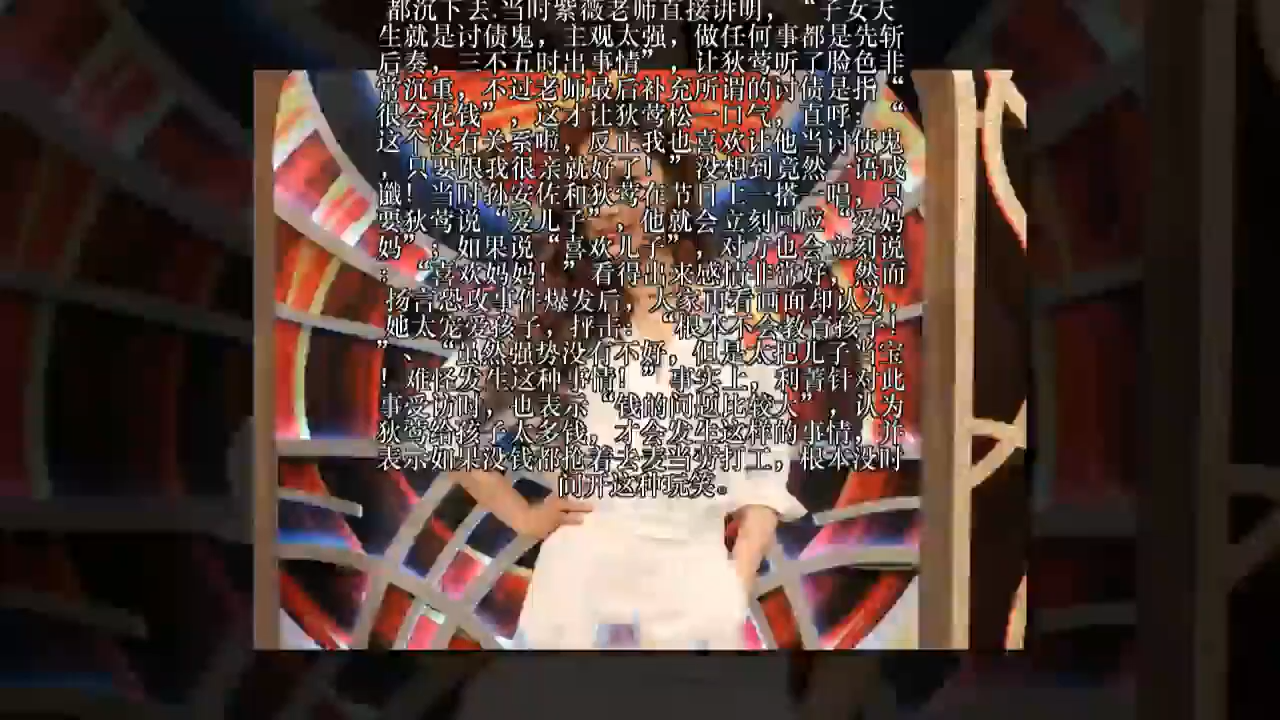 都沉下去.当时紫薇老师直接讲明，“子女天
生就是讨债鬼，主观太强，做任何事都是先斩
后奏，三不五时出事情”，让狄莺听了脸色非
常沉重，不过老师最后补充所谓的讨债是指“
很会花钱”，这才让狄莺松一口气，直呼：“
这个没有关系啦，反正我也喜欢让他当讨债鬼
，只要跟我很亲就好了！”没想到竟然一语成
谶！当时孙安佐和狄莺在节目上一搭一唱，只
要狄莺说“爱儿子”，他就会立刻回应“爱妈
妈”；如果说“喜欢儿子”，对方也会立刻说
：“喜欢妈妈！”看得出来感情非常好，然而
扬言恐攻事件爆发后，大家再看画面却认为，
她太宠爱孩子，抨击：“根本不会教育孩子！
”、“虽然强势没有不好，但是太把儿子当宝
！难怪发生这种事情！”事实上，利菁针对此
事受访时，也表示“钱的问题比较大”，认为
狄莺给孩子太多钱，才会发生这样的事情，并
表示如果没钱都抢着去麦当劳打工，根本没时
间开这种玩笑。